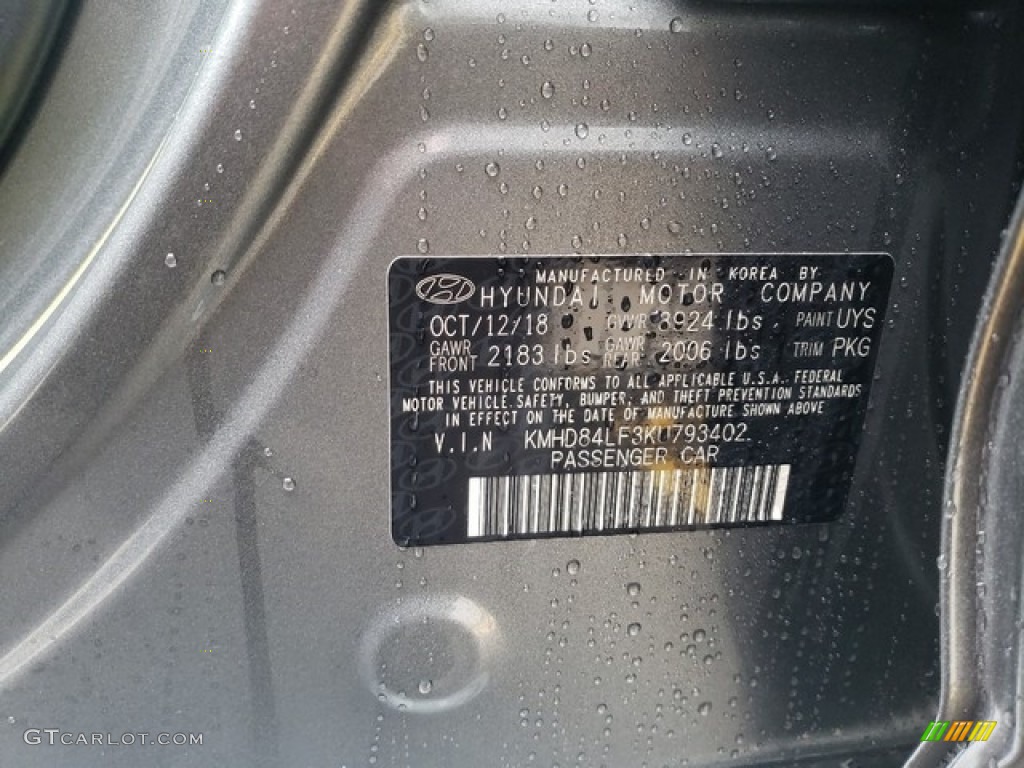 MANUFACTURED IN KOREA BY
HYUNDAI MOTOR COMPANY
OCT/12/18 GVWR 3924 lbs. PAINT UYS
GAWR FRONT 2183 lbs GAWR REAR 2006 lbs TRIM PKG
THIS VEHICLE CONFORMS TO ALL APPLICABLE U.S.A. FEDERAL
MOTOR VEHICLE SAFETY, BUMPER, AND THEFT PREVENTION STANDARDS
IN EFFECT ON THE DATE OF MANUFACTURE SHOWN ABOVE
V.I.N KMHD84LF3KU793402
PASSENGER CAR
GTCARLOT.COM